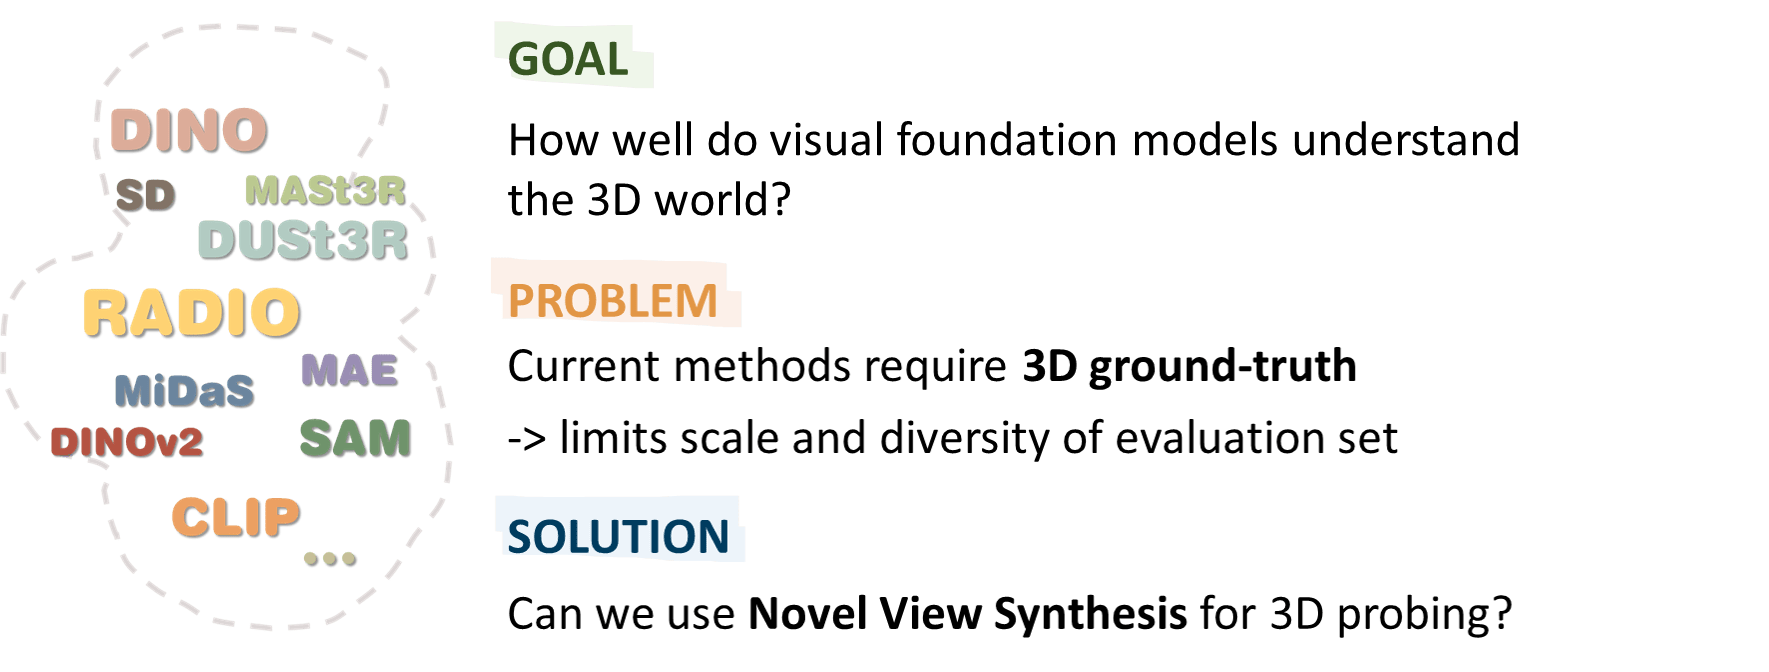 DINO
SD
MASt3R
DUSt3R
RADIO
MAE
MiDaS
DINOv2
SAM
CLIP
...
GOAL
How well do visual foundation models understand
the 3D world?
PROBLEM
Current methods require 3D ground-truth
-> limits scale and diversity of evaluation set
SOLUTION
Can we use Novel View Synthesis for 3D probing?